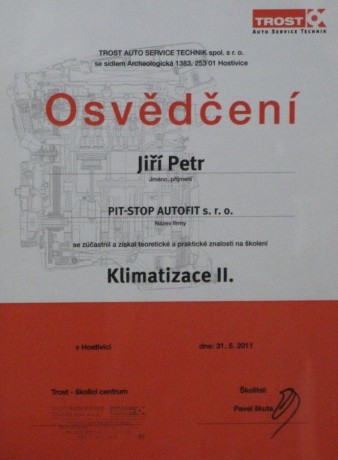 TROST
AUTO SERVICE TECHNIK
TROST AUTO SERVICE TECHNIK spol. s r. o.
se sídlem Archeologická 1383, 253 01 Hostivice
Osvědčení
Jiří Petr
Jméno, příjmení
PIT-STOP AUTOFIT s. r. o.
Název firmy
se zúčastnil a získal teoretické a praktické znalosti na školení
Klimatizace II.
v Hostivici
dne: 31. 5. 2011
Trost - školicí centrum
Školitel:
Pavel Škuta